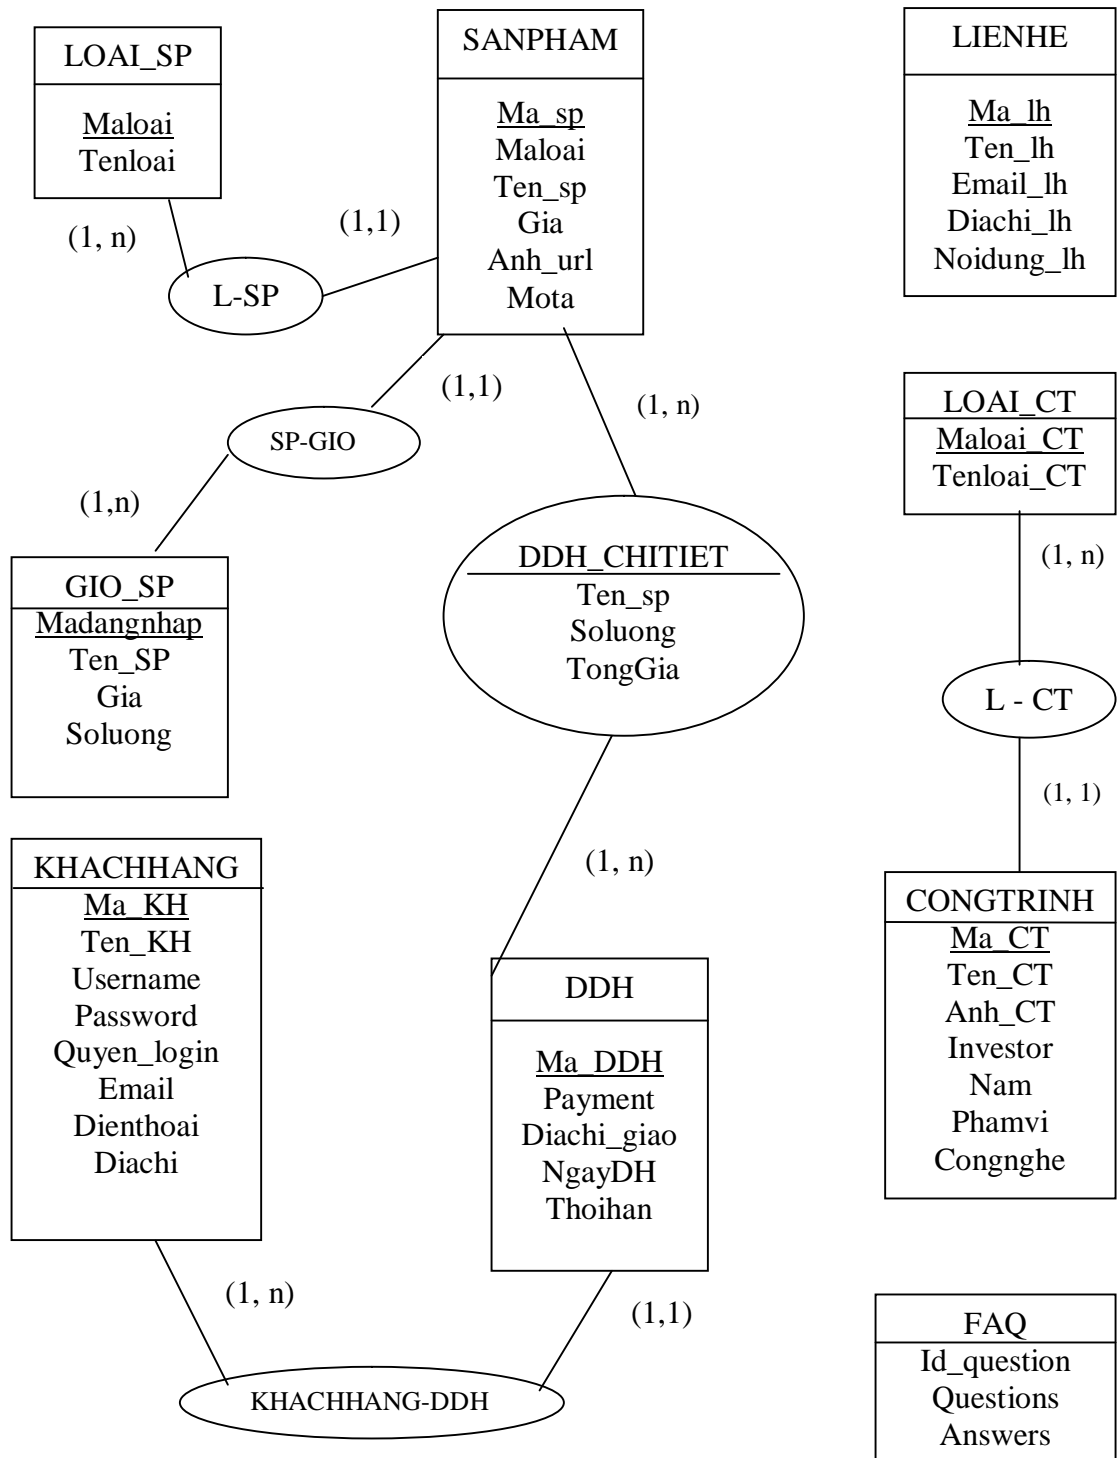 LOAI_SP
Maloai
Tenloai
(1, n)
L-SP
(1,1)
SANPHAM
Ma_sp
Maloai
Ten_sp
Gia
Anh_url
Mota
(1,1)
SP-GIO
(1,n)
GIO_SP
Madangnhap
Ten_SP
Gia
Soluong
(1, n)
DDH_CHITIET
Ten_sp
Soluong
TongGia
(1, n)
KHACHHANG
Ma_KH
Ten_KH
Username
Password
Quyen_login
Email
Dienthoai
Diachi
DDH
Ma_DDH
Payment
Diachi_giao
NgayDH
Thoihan
(1, n)
(1,1)
KHACHHANG-DDH
LIENHE
Ma_lh
Ten_lh
Email_lh
Diachi_lh
Noidung_lh
LOAI_CT
Maloai_CT
Tenloai_CT
(1, n)
L - CT
(1, 1)
CONGTRINH
Ma_CT
Ten_CT
Anh_CT
Investor
Nam
Phamvi
Congnghe
FAQ
Id_question
Questions
Answers